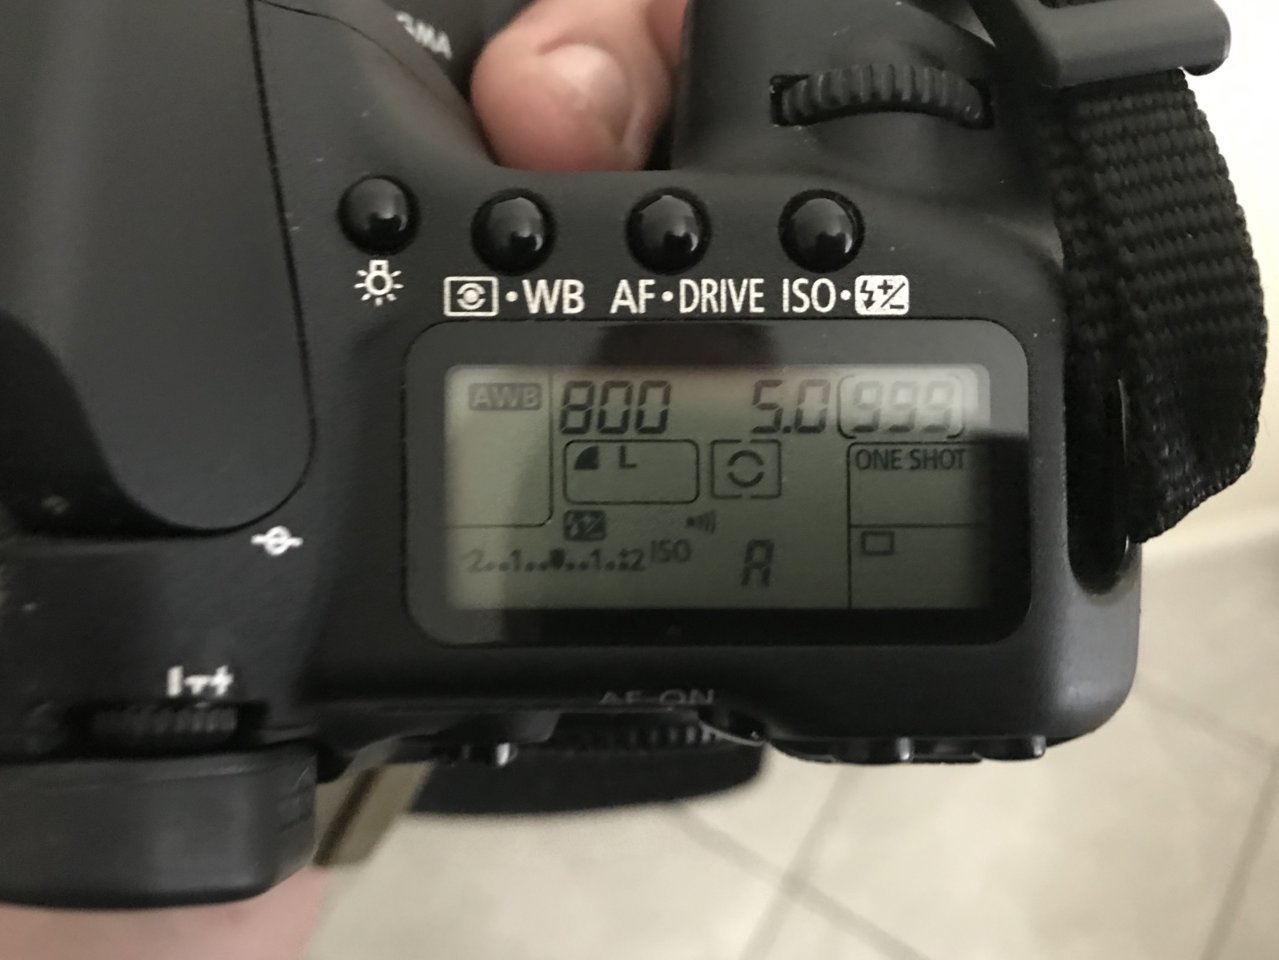 GMA
WB AF•DRIVE ISO•
AWB 800 5.0 [999]
L
ONE SHOT
2..1..0..1..2 ISO A
AF-ON